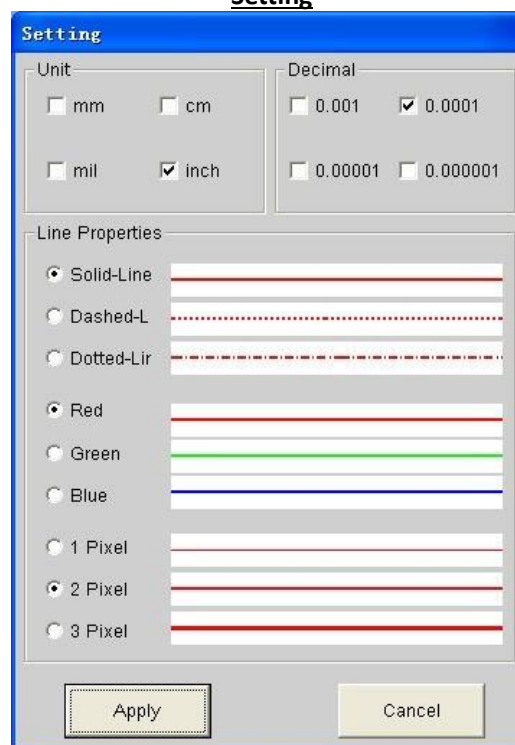 Setting
Setting
Unit
mm
cm
mil
inch
Decimal
0.001
0.0001
0.00001
0.000001
Line Properties
Solid-Line
Dashed-L
Dotted-Lir
Red
Green
Blue
1 Pixel
2 Pixel
3 Pixel
Apply
Cancel